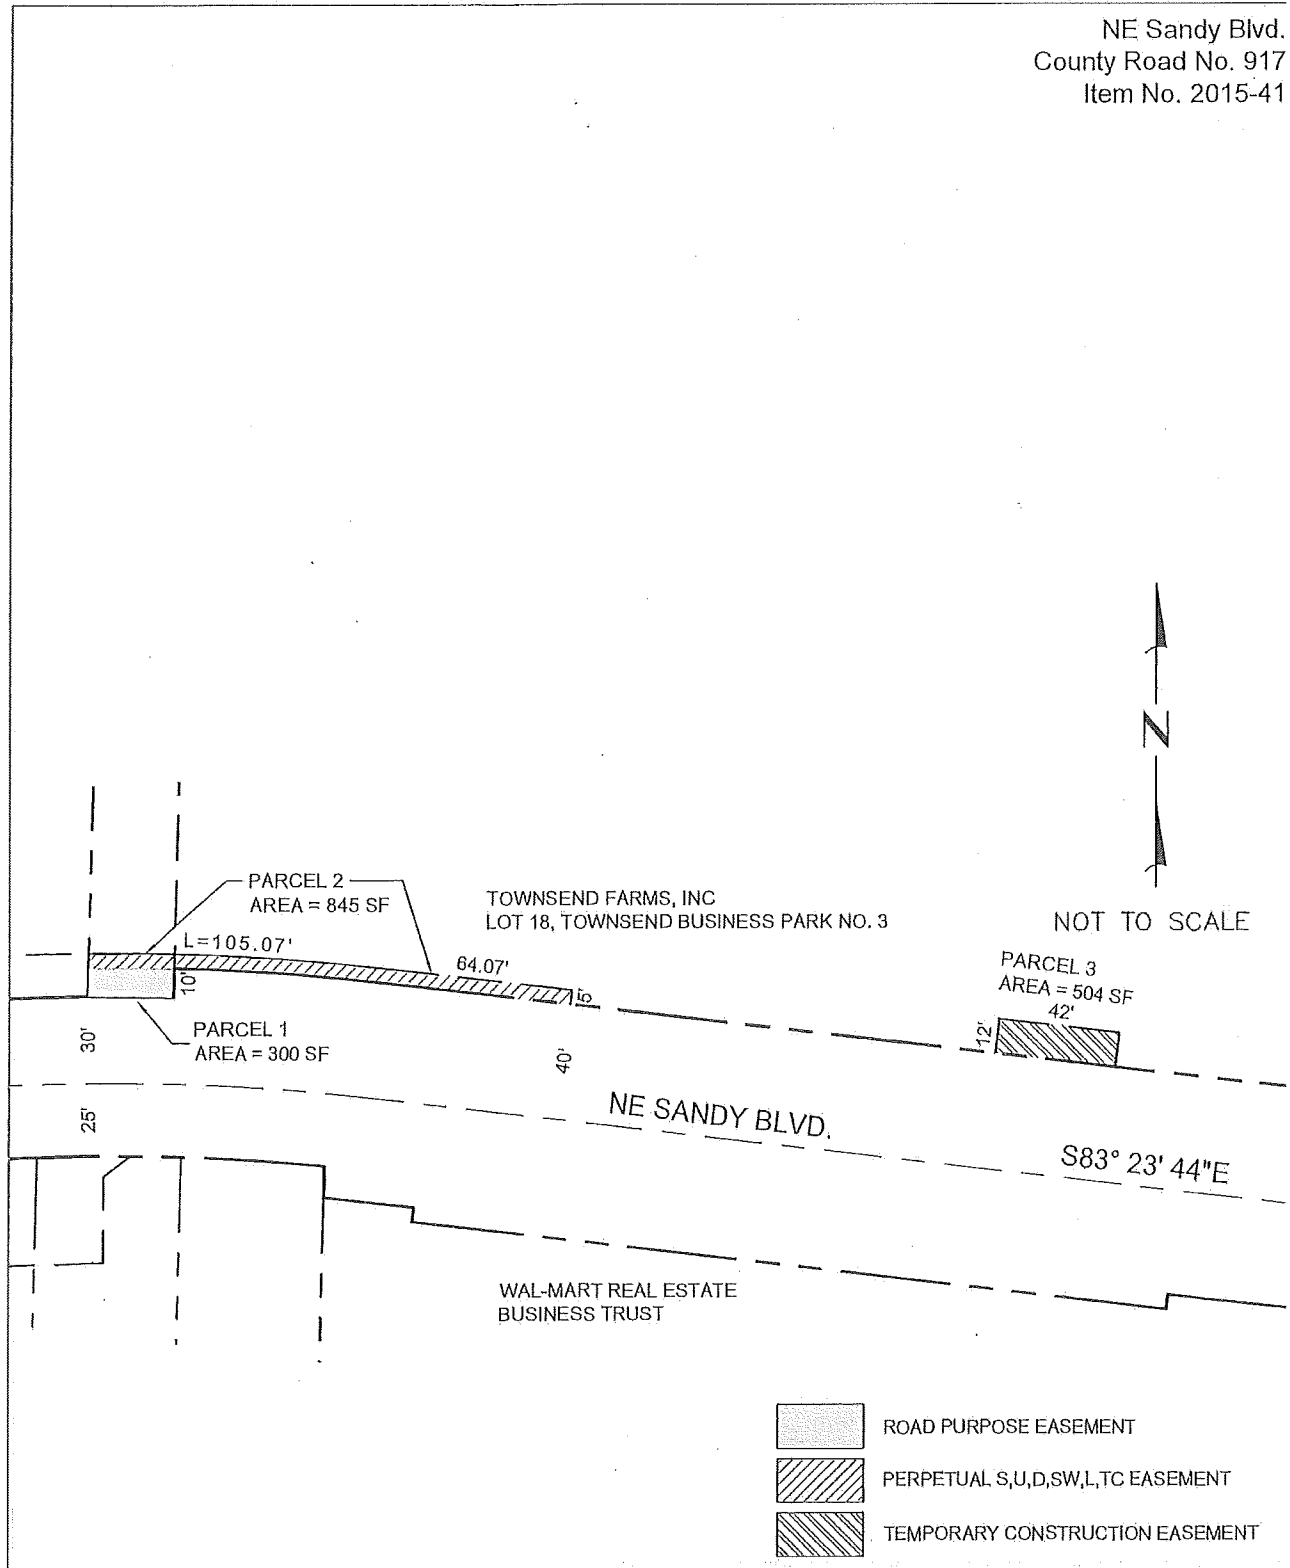 NE Sandy Blvd.
County Road No. 917
Item No. 2015-41
N
NOT TO SCALE
PARCEL 2
AREA = 845 SF
TOWNSEND FARMS, INC
LOT 18, TOWNSEND BUSINESS PARK NO. 3
L=105.07'
64.07'
10'
5'
PARCEL 3
AREA = 504 SF
42'
12'
PARCEL 1
AREA = 300 SF
30'
40'
25'
NE SANDY BLVD.
S83° 23' 44"E
WAL-MART REAL ESTATE
BUSINESS TRUST
ROAD PURPOSE EASEMENT
PERPETUAL S,U,D,SW,L,TC EASEMENT
TEMPORARY CONSTRUCTION EASEMENT